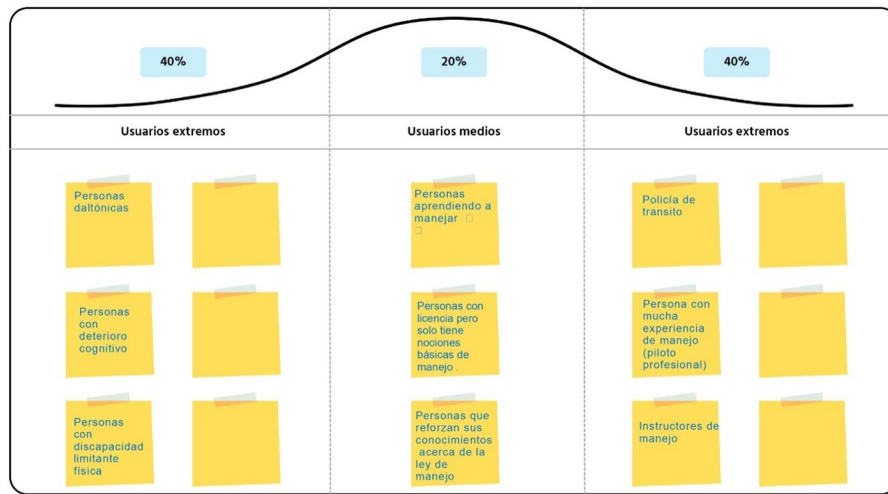 40%
20%
40%
Usuarios extremos
Usuarios medios
Usuarios extremos
Personas
daltónicas
Personas
con
deterioro
cognitivo
Personas
con
discapacidad
limitante
física
Personas
aprendiendo a
manejar
Personas con
licencia pero
solo tiene
nociones
básicas de
manejo .
Personas que
reforzan sus
conocimientos
acerca de la
ley de
manejo
Policía de
transito
Persona con
mucha
experiencia
de manejo
(piloto
profesional)
Instructores de
manejo